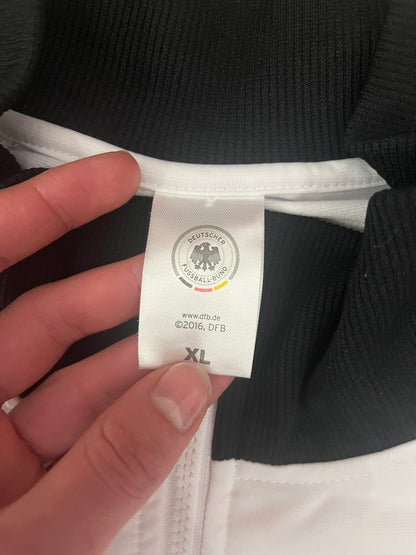 DEUTSCHER
FUSSBALL-BUND
www.dfb.de
©2016, DFB
XL